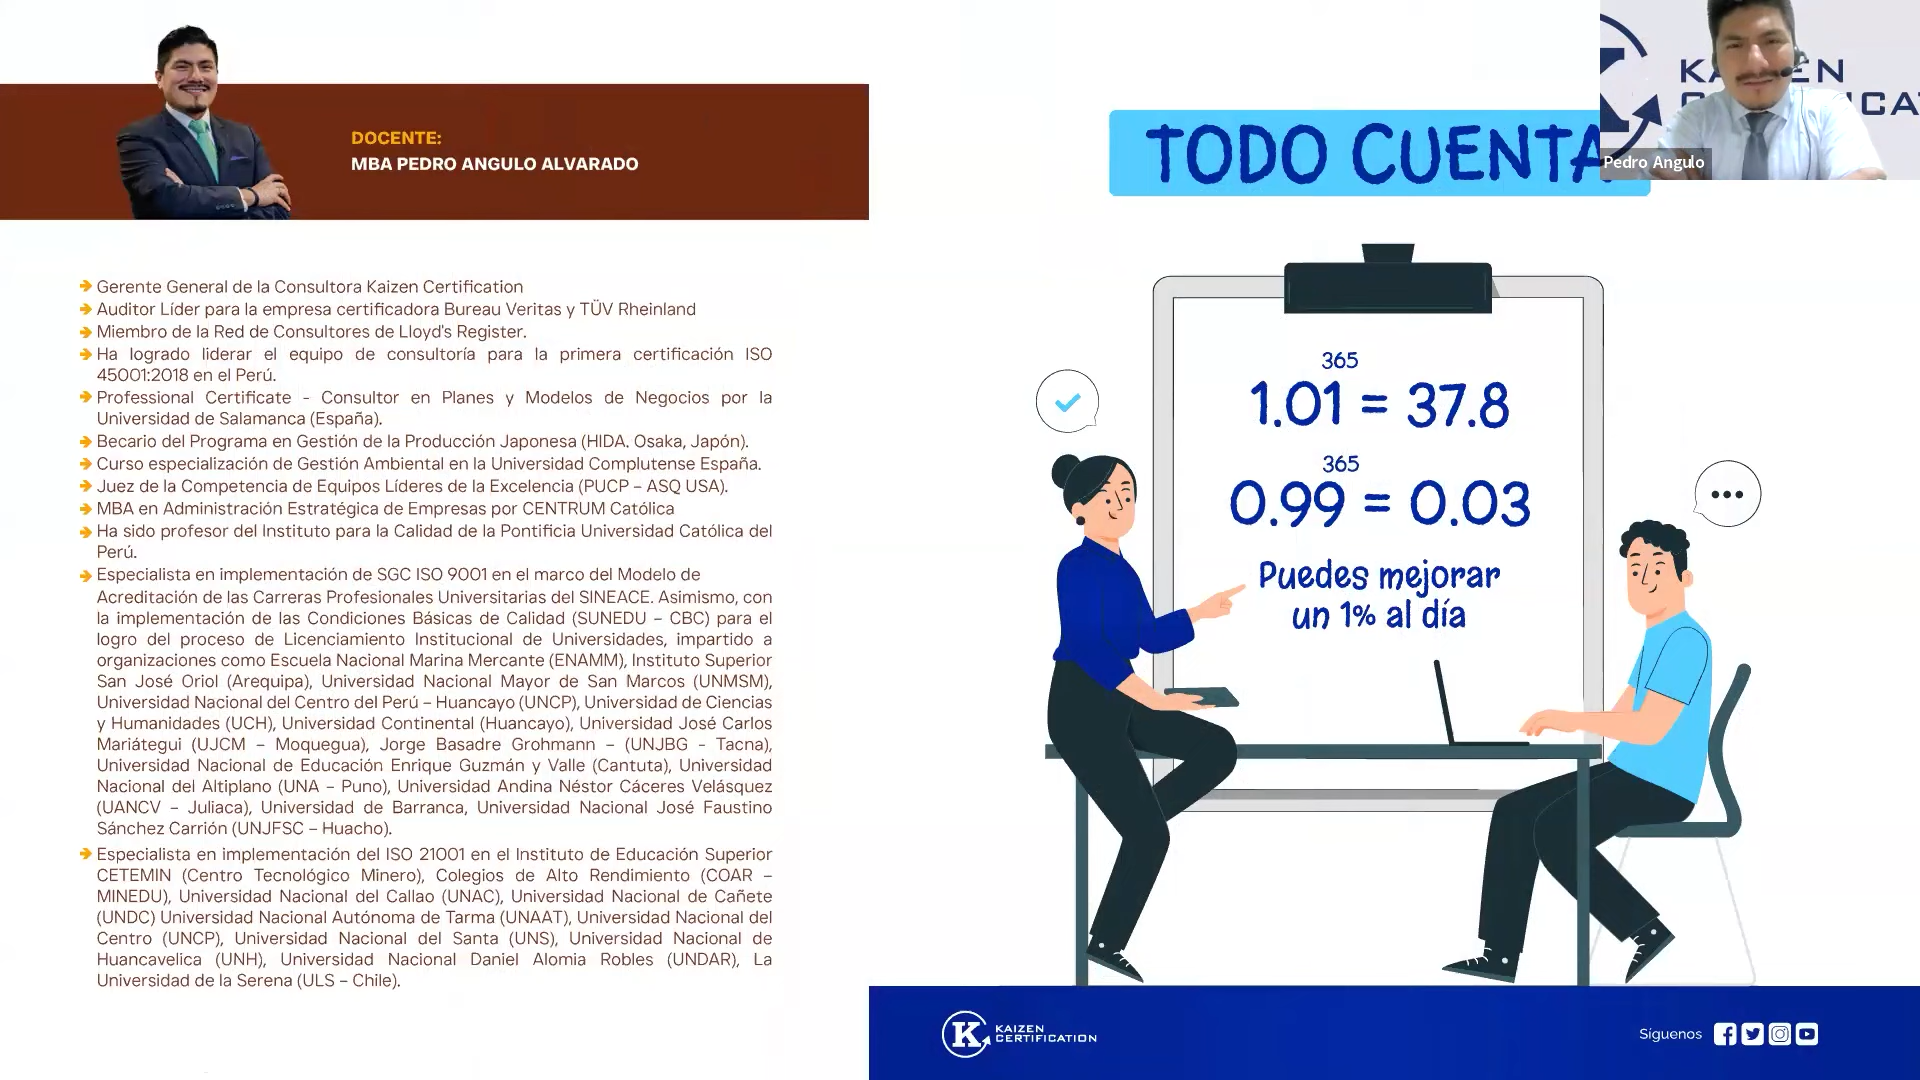 DOCENTE:
MBA PEDRO ANGULO ALVARADO
Gerente General de la Consultora Kaizen Certification
Auditor Líder para la empresa certificadora Bureau Veritas y TÜV Rheinland
Miembro de la Red de Consultores de Lloyd's Register.
Ha logrado liderar el equipo de consultoría para la primera certificación ISO
45001:2018 en el Perú.
Professional Certificate - Consultor en Planes y Modelos de Negocios por la
Universidad de Salamanca (España).
Becario del Programa en Gestión de la Producción Japonesa (HIDA. Osaka, Japón).
Curso especialización de Gestión Ambiental en la Universidad Complutense España.
Juez de la Competencia de Equipos Líderes de la Excelencia (PUCP – ASQ USA).
MBA en Administración Estratégica de Empresas por CENTRUM Católica
Ha sido profesor del Instituto para la Calidad de la Pontificia Universidad Católica del
Perú.
Especialista en implementación de SGC ISO 9001 en el marco del Modelo de
Acreditación de las Carreras Profesionales Universitarias del SINEACE. Asimismo, con
la implementación de las Condiciones Básicas de Calidad (SUNEDU – CBC) para el
logro del proceso de Licenciamiento Institucional de Universidades, impartido a
organizaciones como Escuela Nacional Marina Mercante (ENAMM), Instituto Superior
San José Oriol (Arequipa), Universidad Nacional Mayor de San Marcos (UNMSM),
Universidad Nacional del Centro del Perú – Huancayo (UNCP), Universidad de Ciencias
y Humanidades (UCH), Universidad Continental (Huancayo), Universidad José Carlos
Mariátegui (UJCM – Moquegua), Jorge Basadre Grohmann – (UNJBG - Tacna),
Universidad Nacional de Educación Enrique Guzmán y Valle (Cantuta), Universidad
Nacional del Altiplano (UNA – Puno), Universidad Andina Néstor Cáceres Velásquez
(UANCV – Juliaca), Universidad de Barranca, Universidad Nacional José Faustino
Sánchez Carrión (UNJFSC – Huacho).
Especialista en implementación del ISO 21001 en el Instituto de Educación Superior
CETEMIN (Centro Tecnológico Minero), Colegios de Alto Rendimiento (COAR –
MINEDU), Universidad Nacional del Callao (UNAC), Universidad Nacional de Cañete
(UNDC) Universidad Nacional Autónoma de Tarma (UNAAT), Universidad Nacional del
Centro (UNCP), Universidad Nacional del Santa (UNS), Universidad Nacional de
Huancavelica (UNH), Universidad Nacional Daniel Alomia Robles (UNDAR), La
Universidad de la Serena (ULS – Chile).
TODO CUENTA
Pedro Angulo
365
1.01 = 37.8
365
0.99 = 0.03
Puedes mejorar
un 1% al día
K
KAIZEN
CERTIFICATION
Síguenos